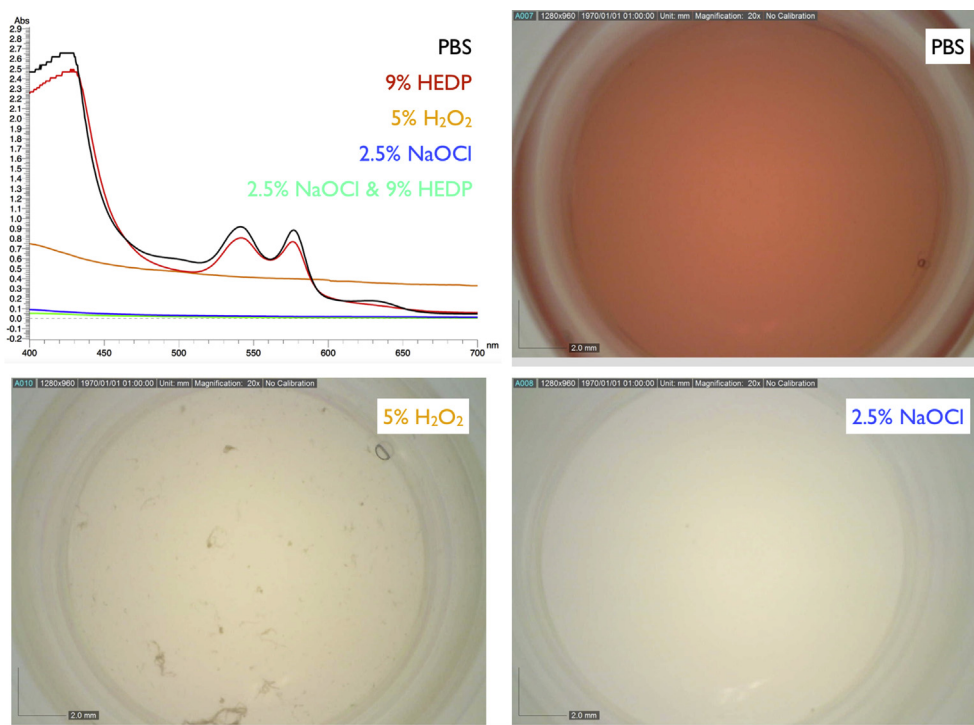 Abs
2.9
2.8
2.7
2.6
2.5
2.4
2.3
2.2
2.1
2.0
1.9
1.8
1.7
1.6
1.5
1.4
1.3
1.2
1.1
1.0
0.9
0.8
0.7
0.6
0.5
0.4
0.3
0.2
0.1
0.0
-0.1
-0.2
400 450 500 550 600 650 700
nm
PBS
9% HEDP
5% H₂O₂
2.5% NaOCl
2.5% NaOCl & 9% HEDP
A007 1280x960 1970/01/01 01:00:00 Unit: mm Magnification: 20x No Calibration
PBS
2.0 mm
A010 1280x960 1970/01/01 01:00:00 Unit: mm Magnification: 20x No Calibration
5% H₂O₂
2.0 mm
A008 1280x960 1970/01/01 01:00:00 Unit: mm Magnification: 20x No Calibration
2.5% NaOCl
2.0 mm